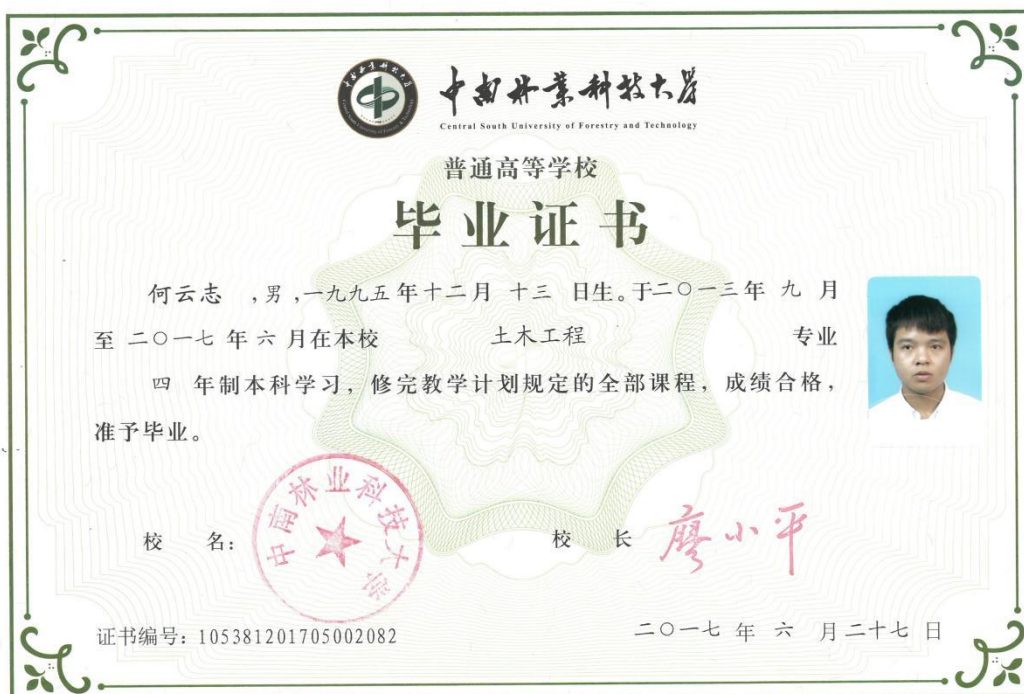 中南林业科技大学
Central South University of Forestry and Technology
普通高等学校
毕业证书
何云志 ,男,一九九五年十二月 十三 日生。于二〇一三年 九 月
至 二〇一七 年 六 月在本校 土木工程 专业
四 年制本科学习，修完教学计划规定的全部课程，成绩合格，
准予毕业。
校 名：
中南林业科技大学
校 长 廖小平
证书编号：105381201705002082
二〇一七 年 六 月二十七 日